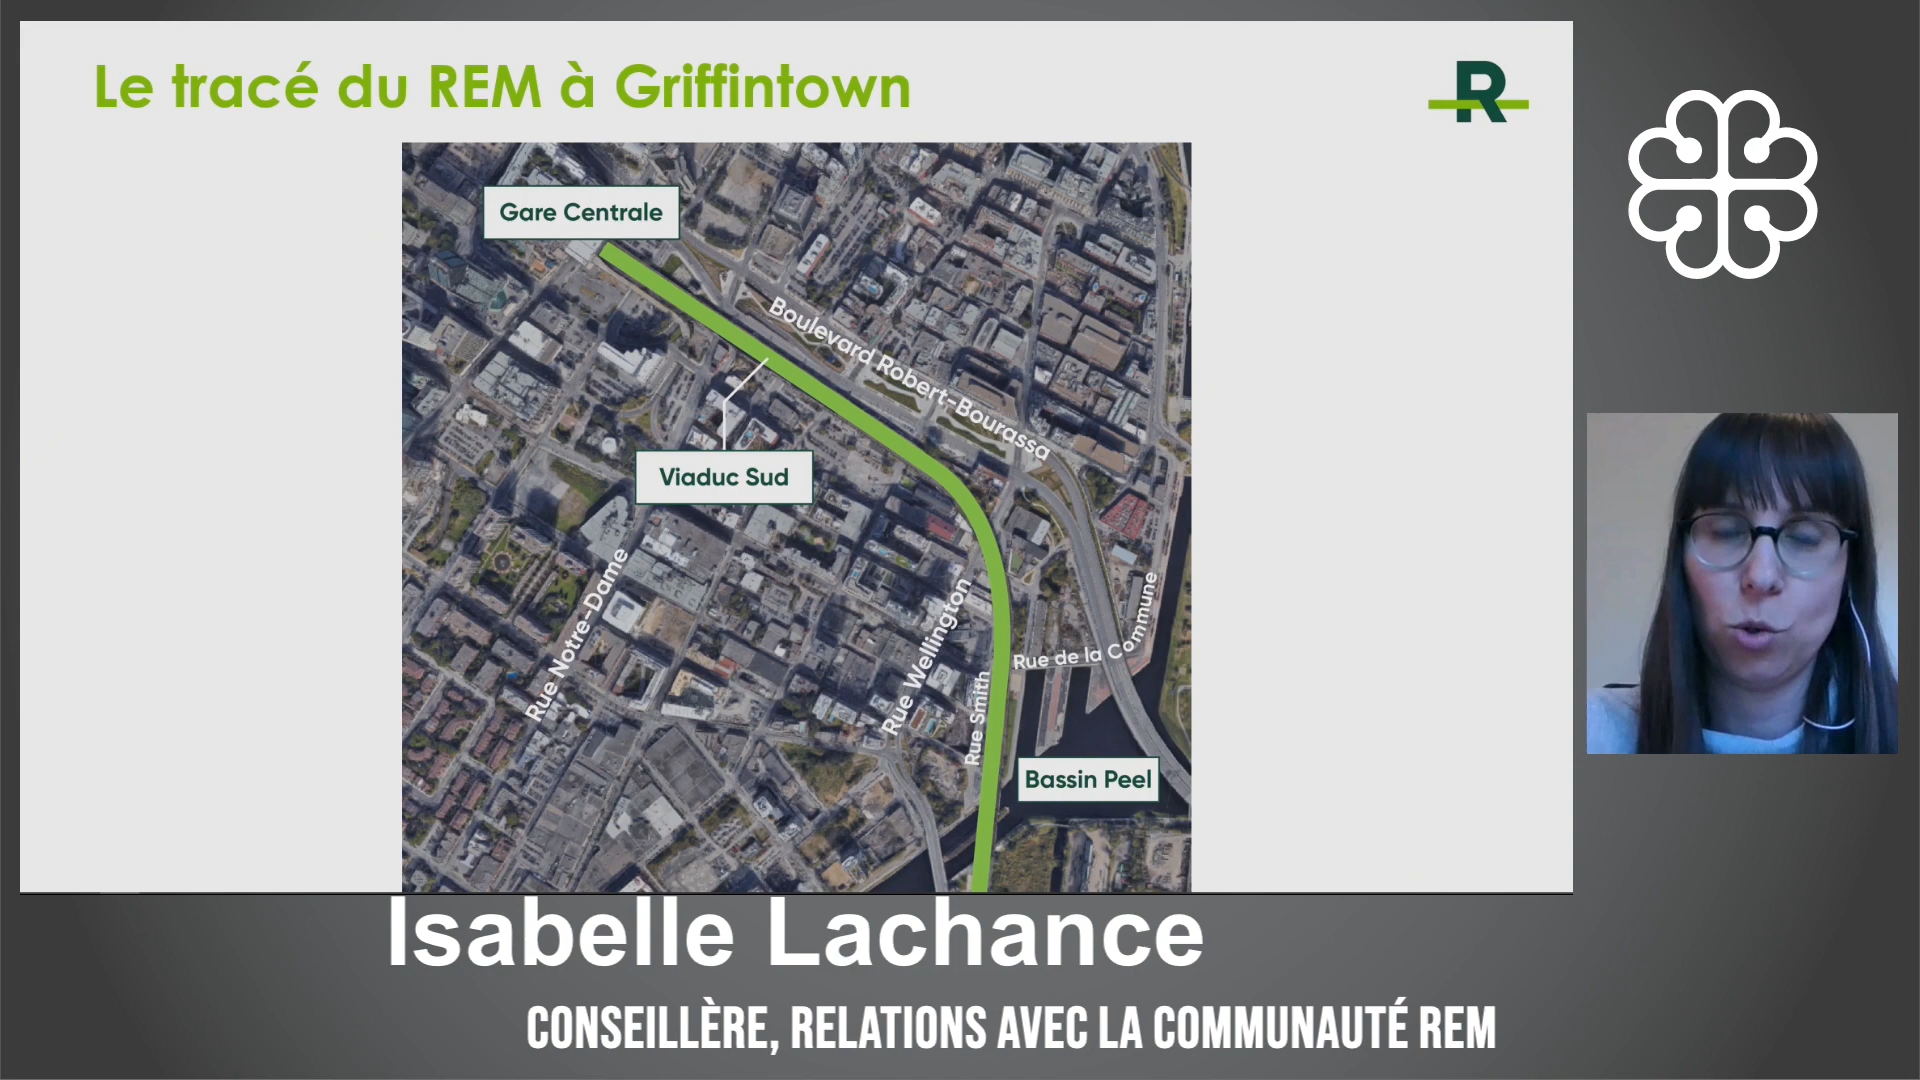 Le tracé du REM à Griffintown
R
Gare Centrale
Boulevard Robert-Bourassa
Viaduc Sud
Rue Notre-Dame
Rue Wellington
Rue Smith
Rue de la Commune
Bassin Peel
Isabelle Lachance
CONSEILLÈRE, RELATIONS AVEC LA COMMUNAUTÉ REM